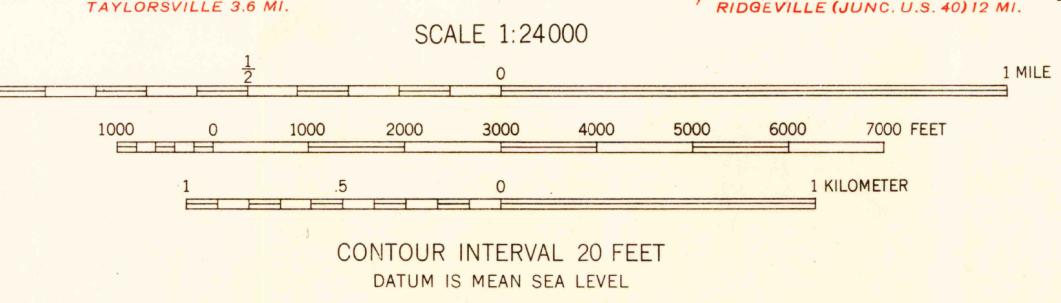 TAYLORSVILLE 3.6 MI.
RIDGEVILLE (JUNC. U.S. 40) 12 MI.
SCALE 1:24000
1/2 0 1 MILE
1000 0 1000 2000 3000 4000 5000 6000 7000 FEET
1 .5 0 1 KILOMETER
CONTOUR INTERVAL 20 FEET
DATUM IS MEAN SEA LEVEL